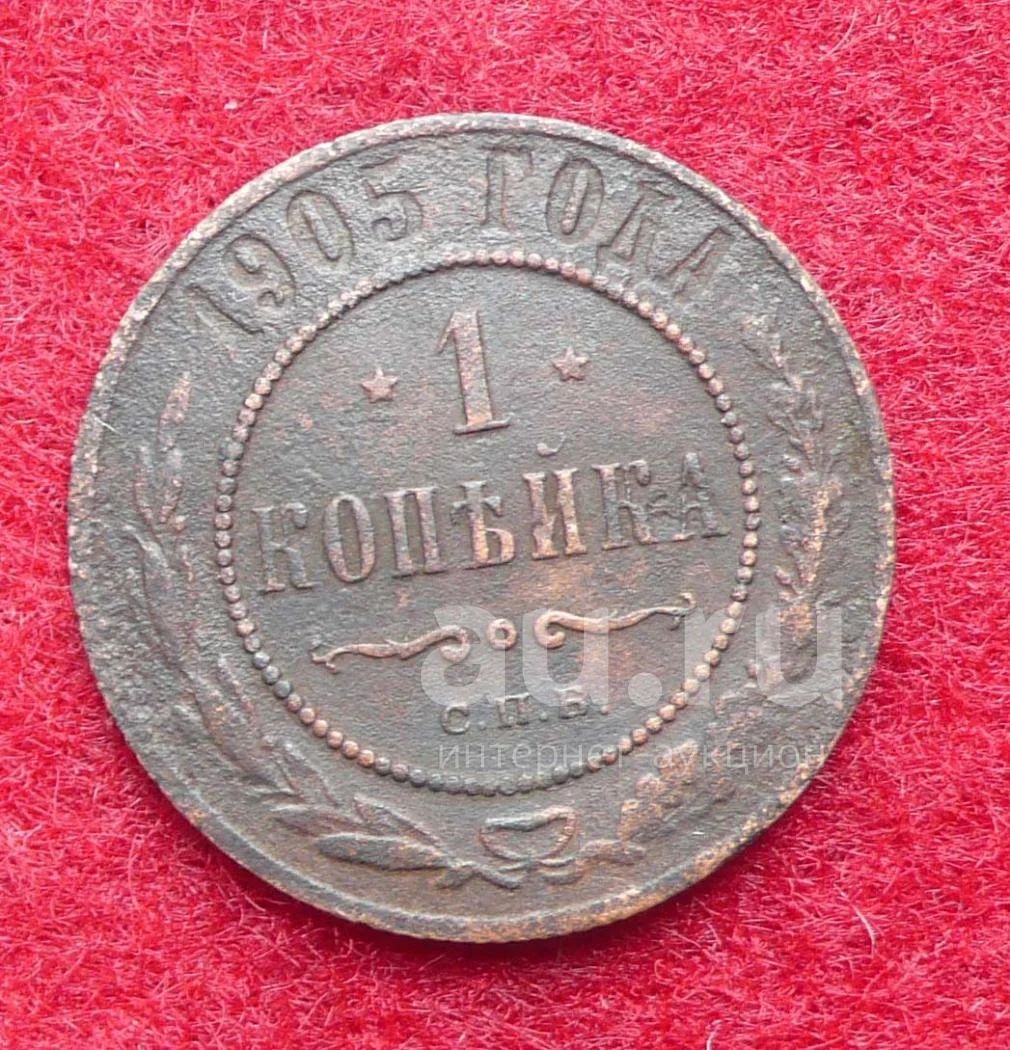 1905 ГОДА
1
КОПѢЙКА
С.П.Б.
au.ru
интернет-аукцион